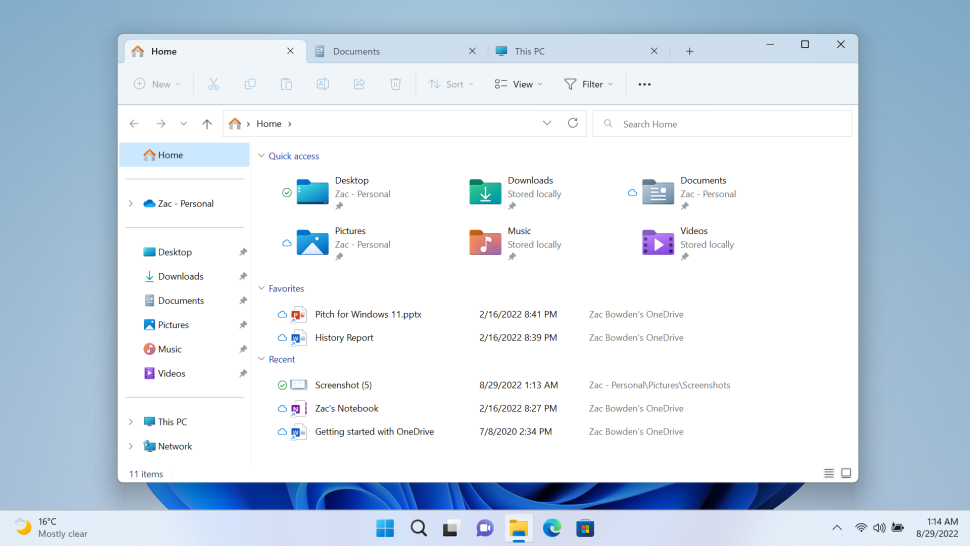 Home
Documents
This PC
New
Sort
View
Filter
Home
Search Home
Home
Zac - Personal
Desktop
Downloads
Documents
Pictures
Music
Videos
This PC
Network
Quick access
Desktop
Zac - Personal
Downloads
Stored locally
Documents
Zac - Personal
Pictures
Zac - Personal
Music
Stored locally
Videos
Stored locally
Favorites
Pitch for Windows 11.pptx 2/16/2022 8:41 PM Zac Bowden's OneDrive
History Report 2/16/2022 8:39 PM Zac Bowden's OneDrive
Recent
Screenshot (5) 8/29/2022 1:13 AM Zac - Personal\Pictures\Screenshots
Zac's Notebook 2/16/2022 8:27 PM Zac Bowden's OneDrive
Getting started with OneDrive 7/8/2020 2:34 PM Zac Bowden's OneDrive
11 items
16°C
Mostly clear
1:14 AM
8/29/2022